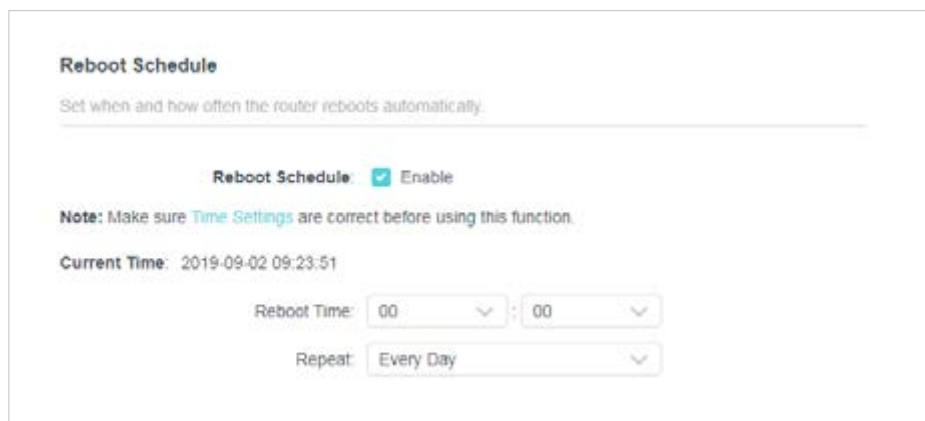 Reboot Schedule
Set when and how often the router reboots automatically.
Reboot Schedule: Enable
Note: Make sure Time Settings are correct before using this function.
Current Time: 2019-09-02 09:23:51
Reboot Time: 00 : 00
Repeat: Every Day